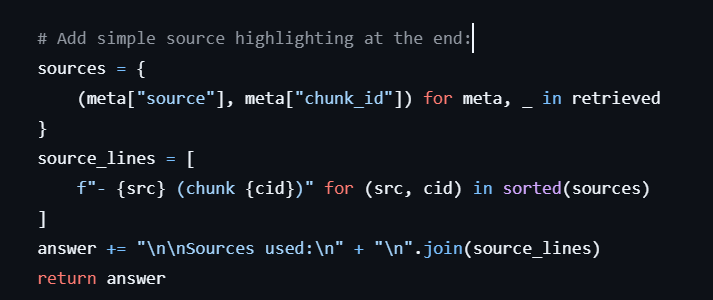 # Add simple source highlighting at the end:
sources = {
    (meta["source"], meta["chunk_id"]) for meta, _ in retrieved
}
source_lines = [
    f"- {src} (chunk {cid})" for (src, cid) in sorted(sources)
]
answer += "\n\nSources used:\n" + "\n".join(source_lines)
return answer